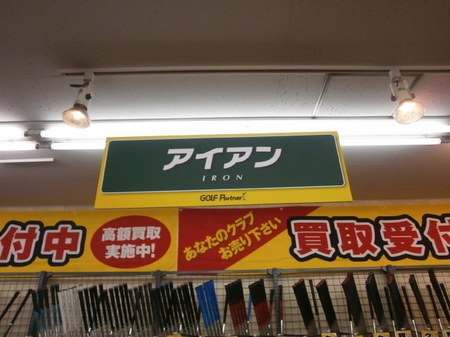 アイアン
IRON
GOLF Partner
付中
高額買取
実施中!
あなたのクラブ
お売り下さい
買取受付